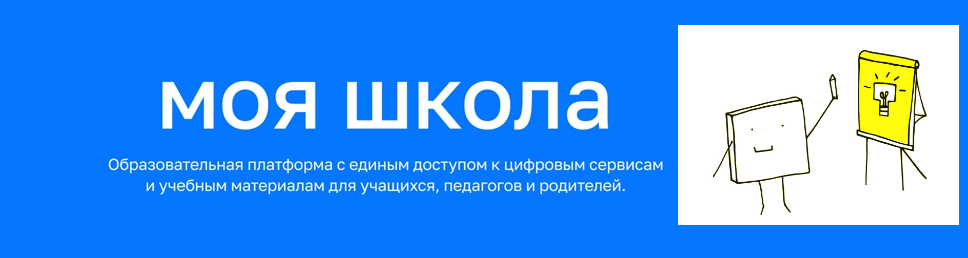 моя школа
Образовательная платформа с единым доступом к цифровым сервисам
и учебным материалам для учащихся, педагогов и родителей.